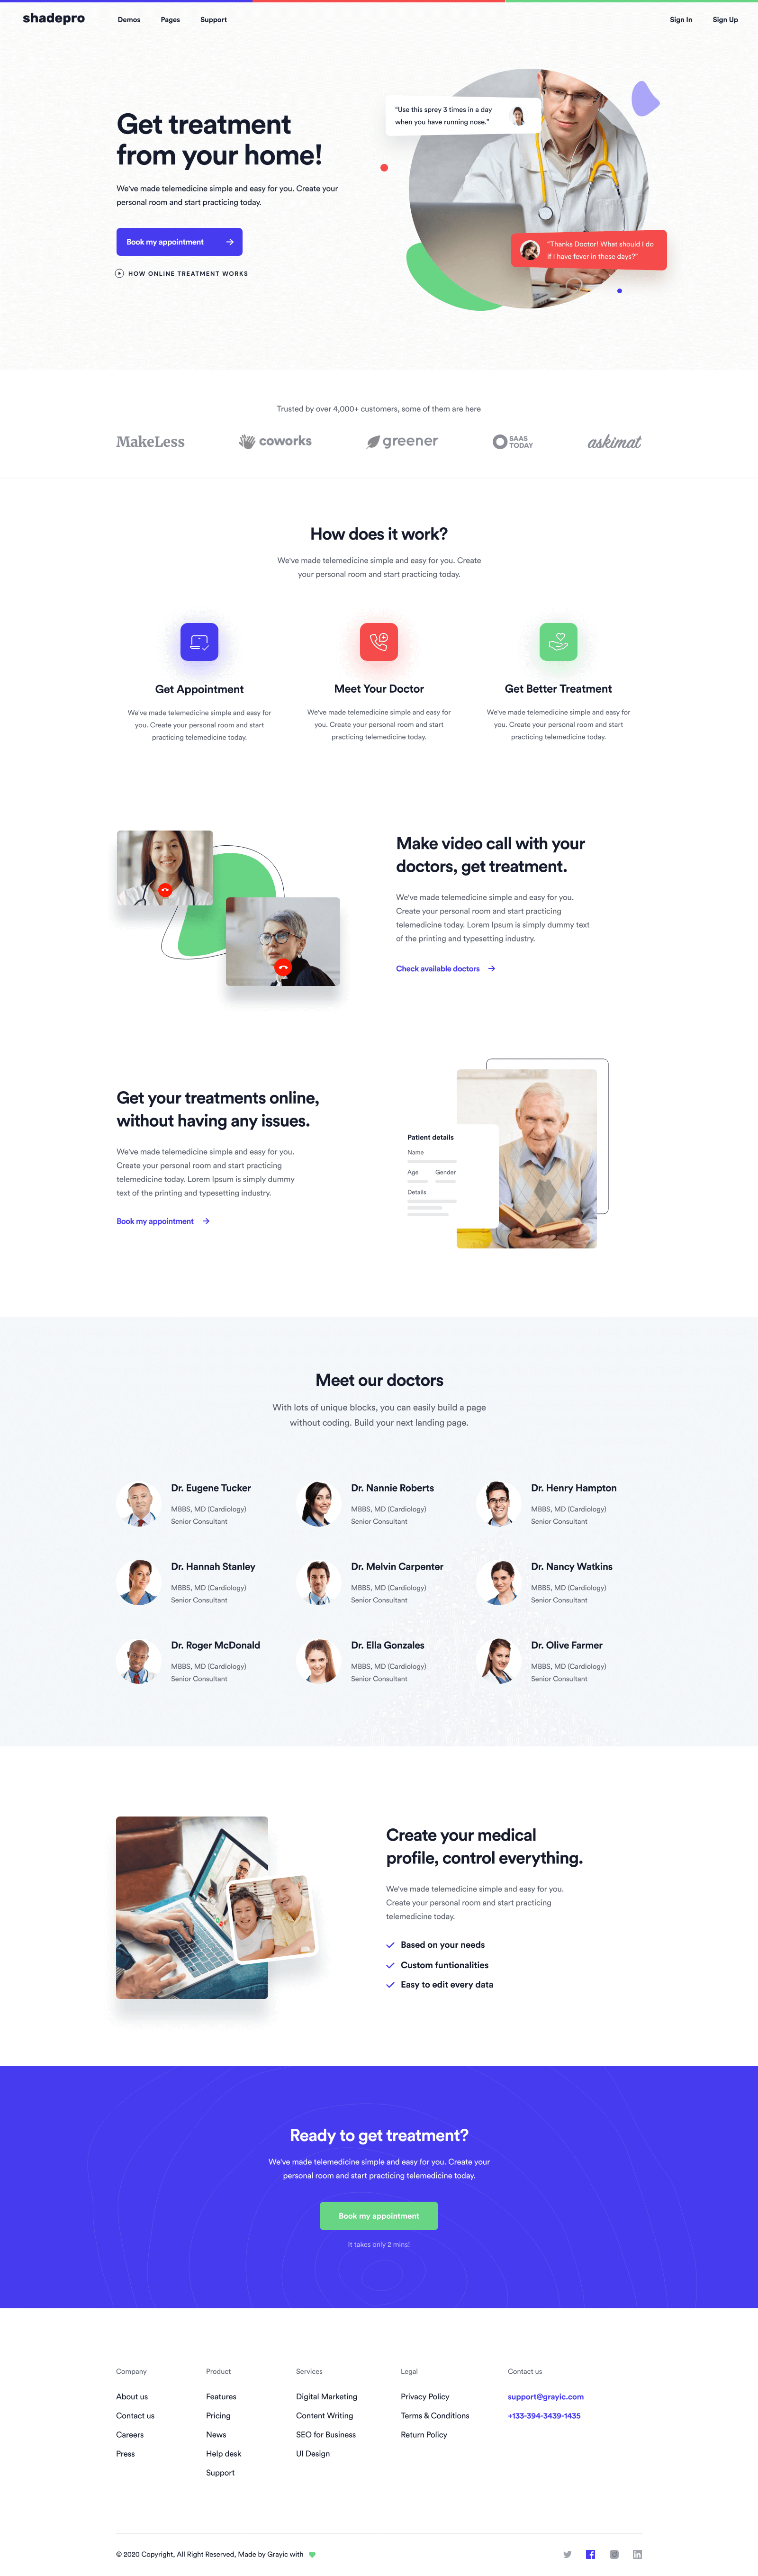 shadepro
Demos Pages Support
Sign In Sign Up
Get treatment
from your home!
We've made telemedicine simple and easy for you. Create your
personal room and start practicing today.
Book my appointment
HOW ONLINE TREATMENT WORKS
“Use this sprey 3 times in a day
when you have running nose.”
“Thanks Doctor! What should I do
if I have fever in these days?”
Trusted by over 4,000+ customers, some of them are here
MakeLess
coworks
greener
SAAS
TODAY
askimat
How does it work?
We've made telemedicine simple and easy for you. Create
your personal room and start practicing today.
Get Appointment
We've made telemedicine simple and easy for
you. Create your personal room and start
practicing telemedicine today.
Meet Your Doctor
We've made telemedicine simple and easy for
you. Create your personal room and start
practicing telemedicine today.
Get Better Treatment
We've made telemedicine simple and easy for
you. Create your personal room and start
practicing telemedicine today.
Make video call with your
doctors, get treatment.
We've made telemedicine simple and easy for you.
Create your personal room and start practicing
telemedicine today. Lorem Ipsum is simply dummy text
of the printing and typesetting industry.
Check available doctors
Get your treatments online,
without having any issues.
We've made telemedicine simple and easy for you.
Create your personal room and start practicing
telemedicine today. Lorem Ipsum is simply dummy
text of the printing and typesetting industry.
Book my appointment
Patient details
Name
Age Gender
Details
Meet our doctors
With lots of unique blocks, you can easily build a page
without coding. Build your next landing page.
Dr. Eugene Tucker
MBBS, MD (Cardiology)
Senior Consultant
Dr. Nannie Roberts
MBBS, MD (Cardiology)
Senior Consultant
Dr. Henry Hampton
MBBS, MD (Cardiology)
Senior Consultant
Dr. Hannah Stanley
MBBS, MD (Cardiology)
Senior Consultant
Dr. Melvin Carpenter
MBBS, MD (Cardiology)
Senior Consultant
Dr. Nancy Watkins
MBBS, MD (Cardiology)
Senior Consultant
Dr. Roger McDonald
MBBS, MD (Cardiology)
Senior Consultant
Dr. Ella Gonzales
MBBS, MD (Cardiology)
Senior Consultant
Dr. Olive Farmer
MBBS, MD (Cardiology)
Senior Consultant
Create your medical
profile, control everything.
We've made telemedicine simple and easy for you.
Create your personal room and start practicing
telemedicine today.
Based on your needs
Custom funtionalities
Easy to edit every data
Ready to get treatment?
We've made telemedicine simple and easy for you. Create your
personal room and start practicing telemedicine today.
Book my appointment
It takes only 2 mins!
Company
About us
Contact us
Careers
Press
Product
Features
Pricing
News
Help desk
Support
Services
Digital Marketing
Content Writing
SEO for Business
UI Design
Legal
Privacy Policy
Terms & Conditions
Return Policy
Contact us
support@grayic.com
+133-394-3439-1435
© 2020 Copyright, All Right Reserved, Made by Grayic with